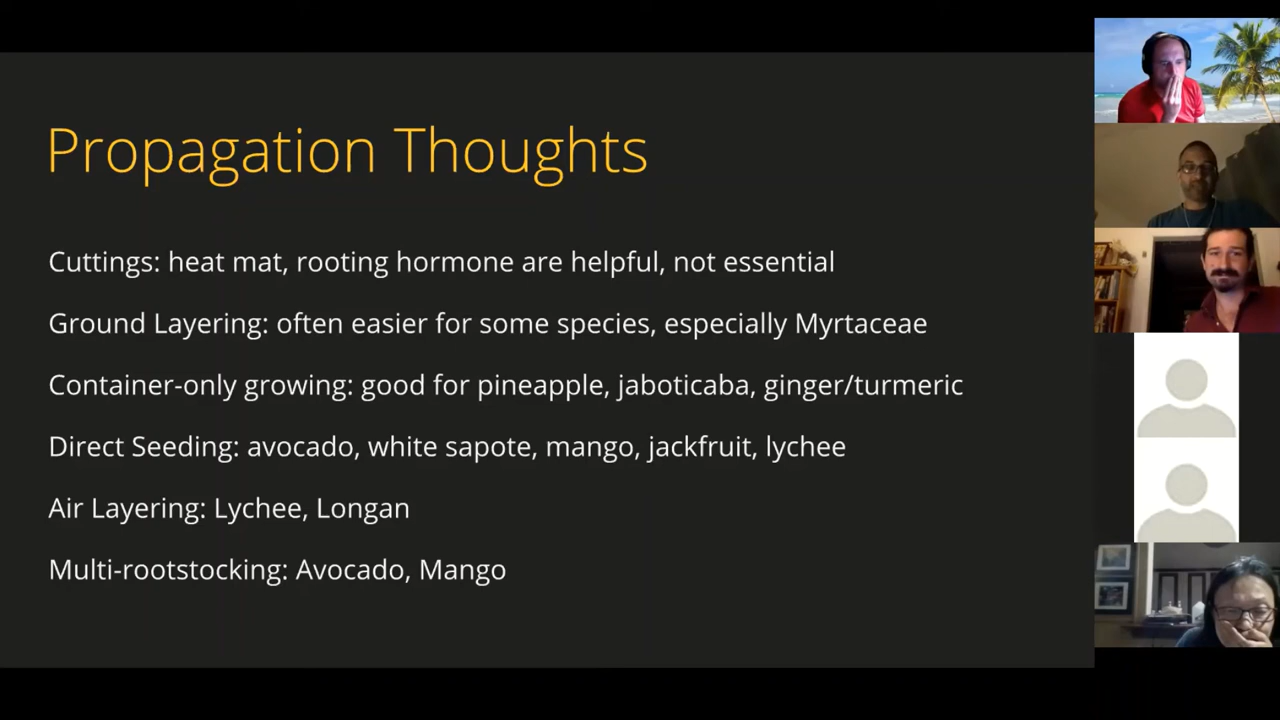 Propagation Thoughts
Cuttings: heat mat, rooting hormone are helpful, not essential
Ground Layering: often easier for some species, especially Myrtaceae
Container-only growing: good for pineapple, jaboticaba, ginger/turmeric
Direct Seeding: avocado, white sapote, mango, jackfruit, lychee
Air Layering: Lychee, Longan
Multi-rootstocking: Avocado, Mango